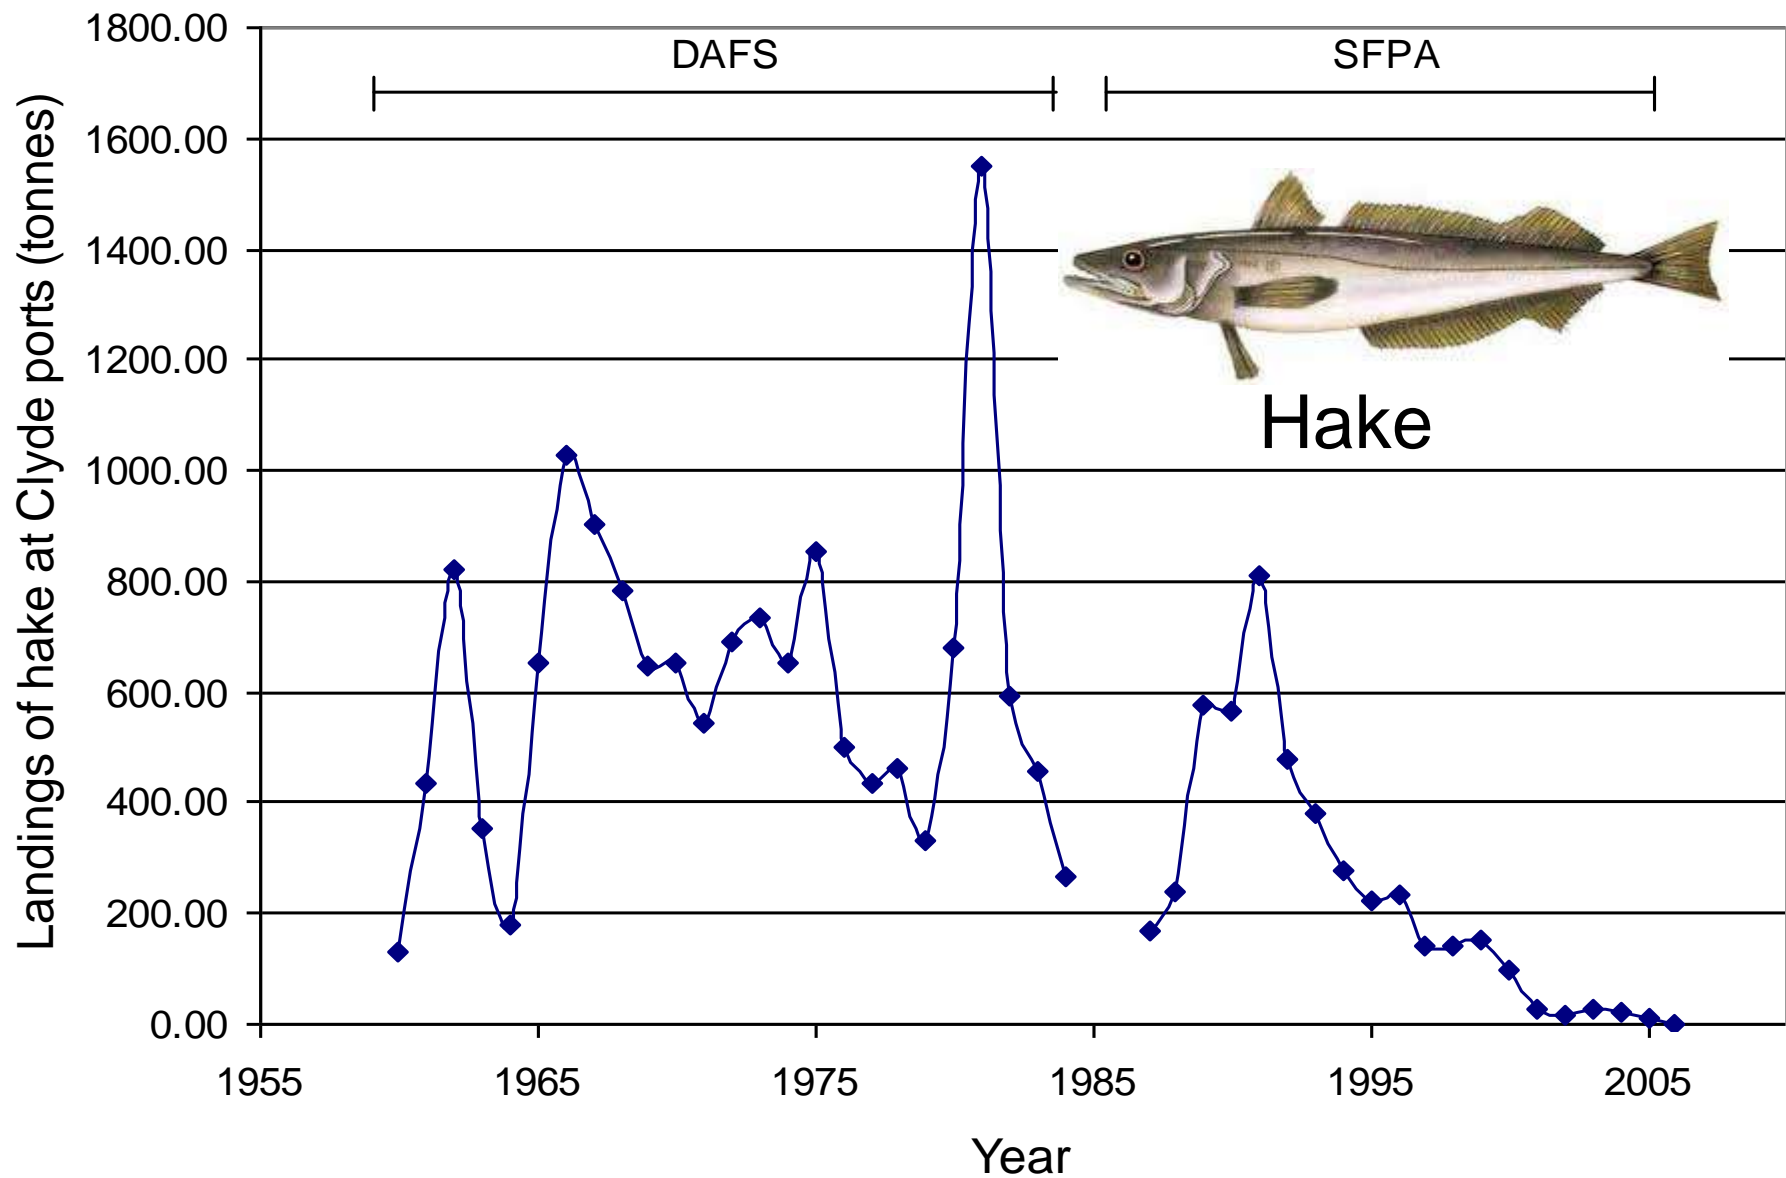 DAFS
SFPA
Landings of hake at Clyde ports (tonnes)
1800.00
1600.00
1400.00
1200.00
1000.00
800.00
600.00
400.00
200.00
0.00
Hake
1955 1965 1975 1985 1995 2005
Year